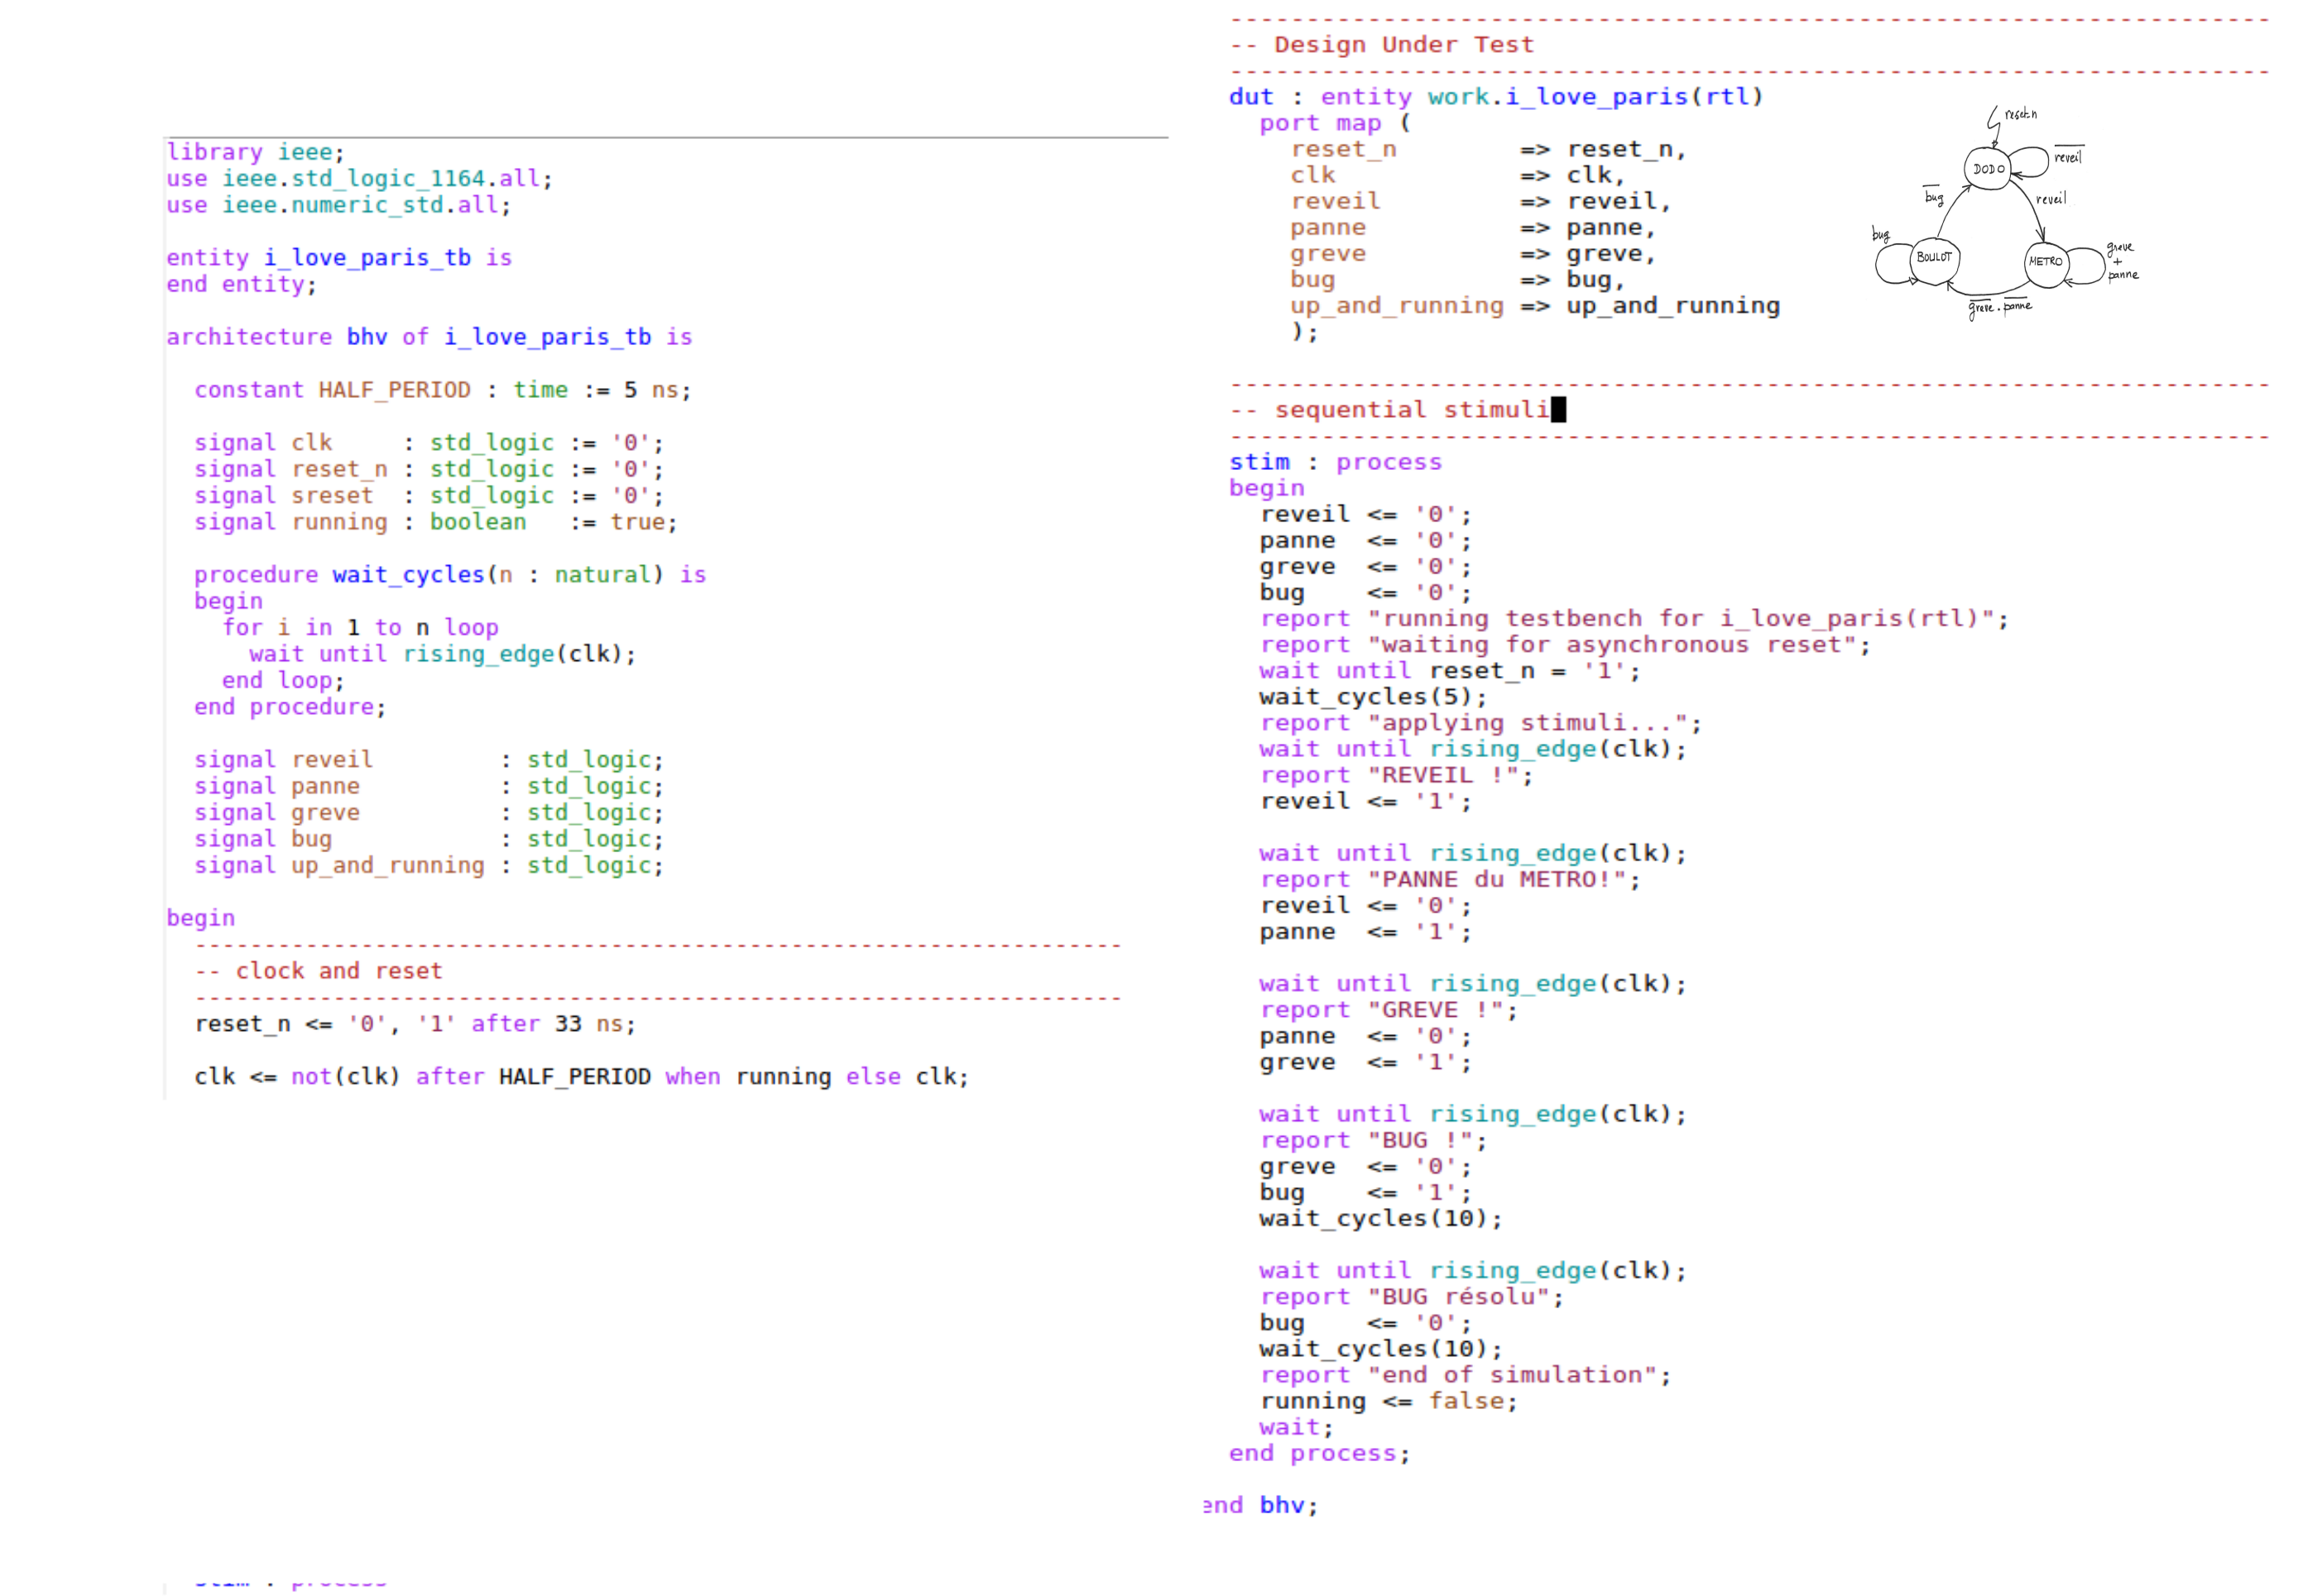 library ieee;
use ieee.std_logic_1164.all;
use ieee.numeric_std.all;
entity i_love_paris_tb is
end entity;
architecture bhv of i_love_paris_tb is
constant HALF_PERIOD : time := 5 ns;
signal clk     : std_logic := '0';
signal reset_n : std_logic := '0';
signal sreset  : std_logic := '0';
signal running : boolean   := true;
procedure wait_cycles(n : natural) is
begin
for i in 1 to n loop
wait until rising_edge(clk);
end loop;
end procedure;
signal reveil         : std_logic;
signal panne          : std_logic;
signal greve          : std_logic;
signal bug            : std_logic;
signal up_and_running : std_logic;
begin
-------------------------------------------------------------------
-- clock and reset
-------------------------------------------------------------------
reset_n <= '0', '1' after 33 ns;
clk <= not(clk) after HALF_PERIOD when running else clk;
stim : process
--------------------------------------------------------------------
-- Design Under Test
--------------------------------------------------------------------
dut : entity work.i_love_paris(rtl)
port map (
reset_n        => reset_n,
clk            => clk,
reveil         => reveil,
panne          => panne,
greve          => greve,
bug            => bug,
up_and_running => up_and_running
);
reset_n
DODO
reveil
bug
reveil
bug
BOULOT
METRO
greve
+
panne
greve . panne
--------------------------------------------------------------------
-- sequential stimuli
--------------------------------------------------------------------
stim : process
begin
reveil <= '0';
panne  <= '0';
greve  <= '0';
bug    <= '0';
report "running testbench for i_love_paris(rtl)";
report "waiting for asynchronous reset";
wait until reset_n = '1';
wait_cycles(5);
report "applying stimuli...";
wait until rising_edge(clk);
report "REVEIL !";
reveil <= '1';
wait until rising_edge(clk);
report "PANNE du METRO!";
reveil <= '0';
panne  <= '1';
wait until rising_edge(clk);
report "GREVE !";
panne  <= '0';
greve  <= '1';
wait until rising_edge(clk);
report "BUG !";
greve  <= '0';
bug    <= '1';
wait_cycles(10);
wait until rising_edge(clk);
report "BUG résolu";
bug    <= '0';
wait_cycles(10);
report "end of simulation";
running <= false;
wait;
end process;
end bhv;